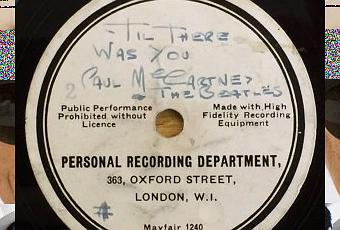 'TIL THERE
WAS YOU
PAUL McCARTNEY
& THE BEATLES
2
Public Performance
Prohibited without
Licence
Made with High
Fidelity Recording
Equipment
PERSONAL RECORDING DEPARTMENT,
363, OXFORD STREET,
LONDON, W.I.
#
Mayfair 1240